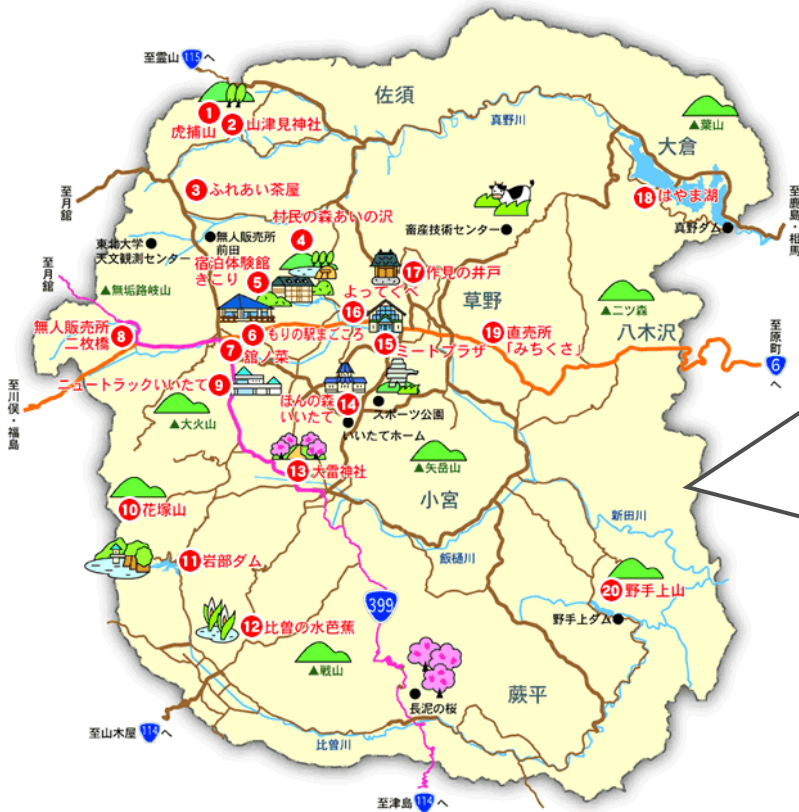 至霊山
115
へ
佐須
1
虎捕山
2
山津見神社
真野川
葉山
大倉
至月舘
3
ふれあい茶屋
18
はやま湖
至鹿島・相馬
真野ダム
村民の森あいの沢
4
無人販売所
前田
東北大学
天文観測センター
畜産技術センター
至月舘
宿泊体験館
きこり
5
17
作見の井戸
無垢路岐山
よってくべ
16
草野
二ツ森
無人販売所
二枚橋
8
6
もりの駅まごころ
19
直売所
「みちくさ」
八木沢
至原町
6
へ
7
舘ノ菜
15
ミートプラザ
ニュートラックいいたて
9
至川俣・福島
ほんの森
いいたて
14
スポーツ公園
大火山
いいたてホーム
矢岳山
13
大雷神社
小宮
10
花塚山
新田川
飯樋川
11
岩部ダム
20
野手上山
399
野手上ダム
12
比曽の水芭蕉
戦山
蕨平
長泥の桜
至山木屋
114
へ
比曽川
至津島
114
へ